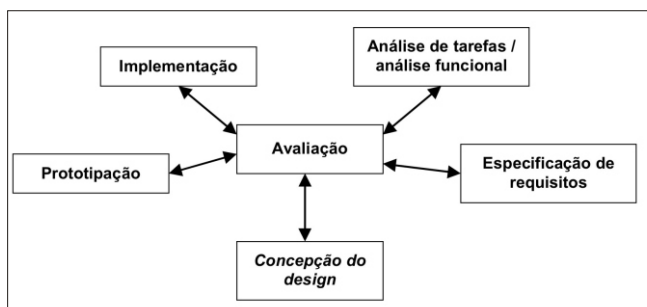 Implementação
Análise de tarefas /
análise funcional
Avaliação
Prototipação
Especificação de
requisitos
Concepção do
design